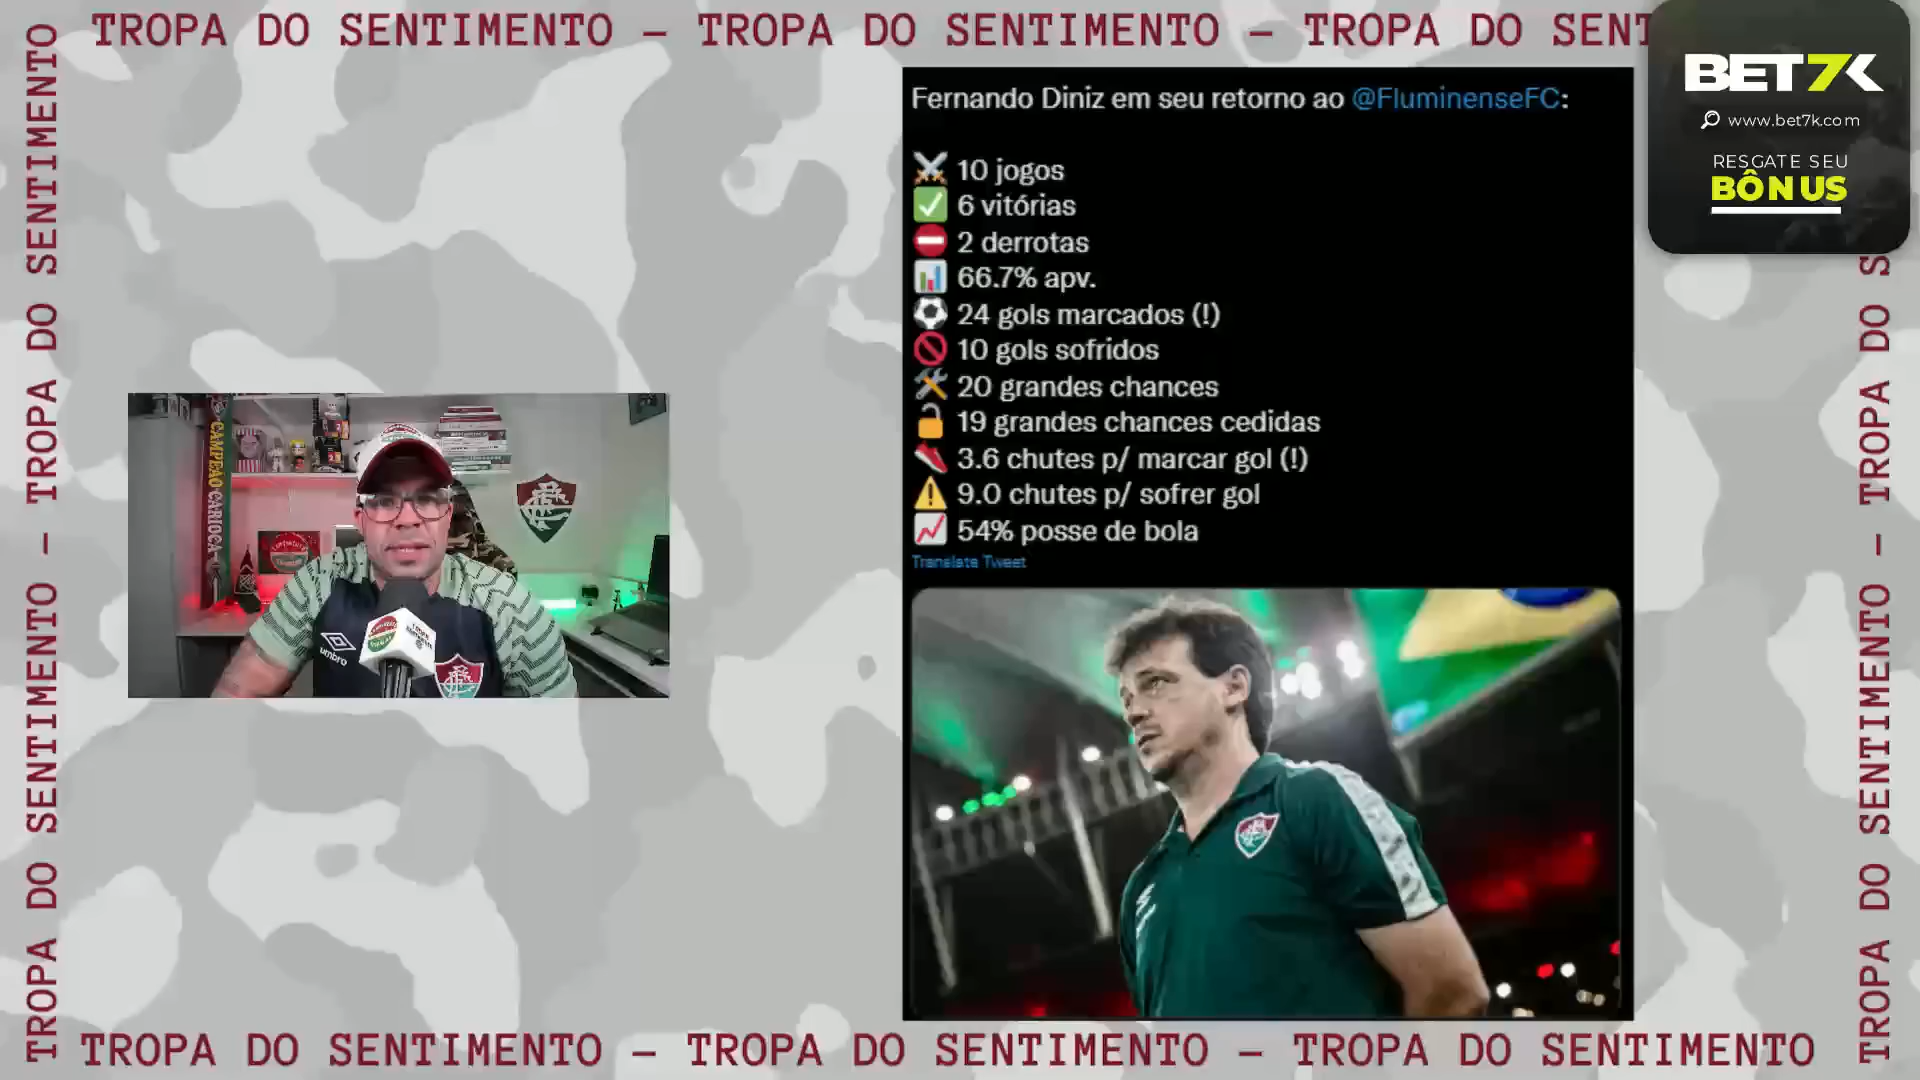 TROPA DO SENTIMENTO – TROPA DO SENTIMENTO – TROPA DO SENT
BET7K
www.bet7k.com
RESGATE SEU
BÔNUS
Fernando Diniz em seu retorno ao @FluminenseFC:
10 jogos
6 vitórias
2 derrotas
66.7% apv.
24 gols marcados (!)
10 gols sofridos
20 grandes chances
19 grandes chances cedidas
3.6 chutes p/ marcar gol (!)
9.0 chutes p/ sofrer gol
54% posse de bola
Translate Tweet
CAMPEÃO CARIOCA
umbro
TROPA DO SENTIMENTO – TROPA DO SENTIMENTO
TROPA DO SENTIMENTO – TROPA DO S
TROPA DO SENTIMENTO – TROPA DO SENTIMENTO – TROPA DO SENTIMENTO